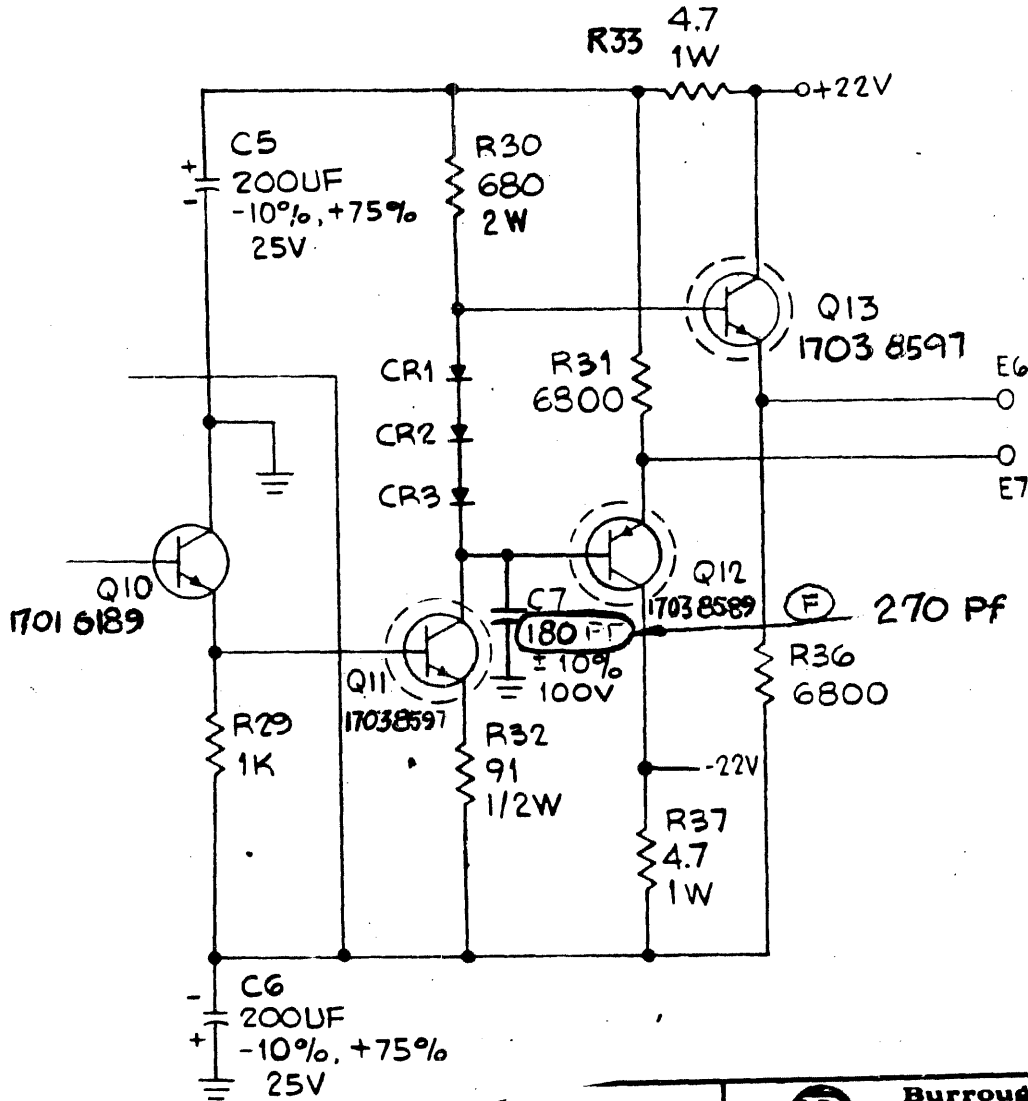 R33
4.7
1W
+22V
C5
+
-
200UF
-10%, +75%
25V
R30
680
2W
Q13
1703 8597
CR1
R31
6800
E6
CR2
E7
CR3
Q10
1701 6189
Q12
1703 8589
C7
180
± 10%
100V
F
270 Pf
Q11
17038597
R36
6800
R29
1K
R32
91
1/2W
-22V
R37
4.7
1W
C6
-
+
200UF
-10%, +75%
25V